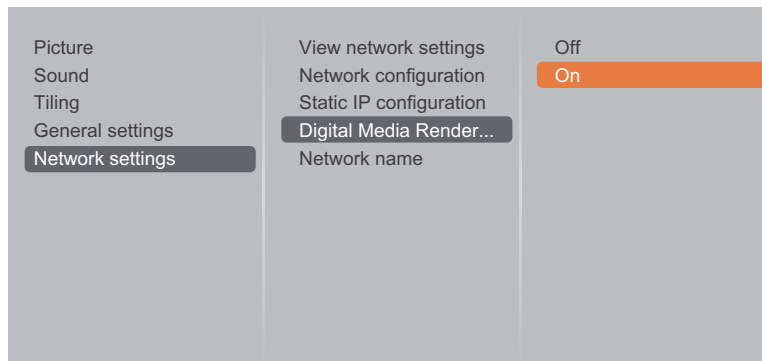 Picture
Sound
Tiling
General settings
Network settings
View network settings
Network configuration
Static IP configuration
Digital Media Render...
Network name
Off
On